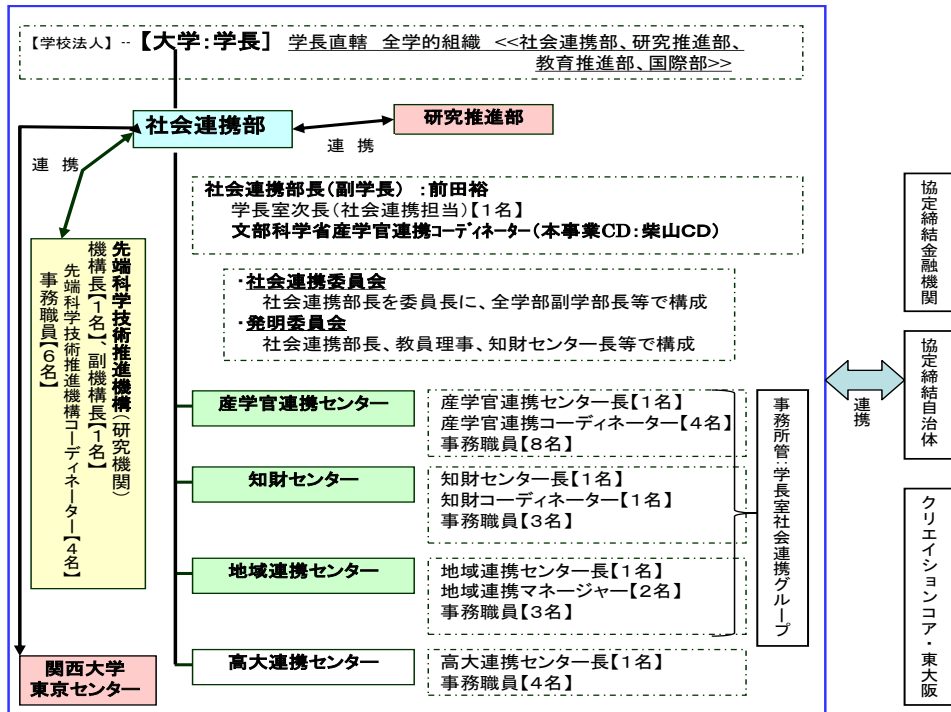 【学校法人】--【大学:学長】 学長直轄 全学的組織 <<社会連携部、研究推進部、
教育推進部、国際部>>
社会連携部
研究推進部
連 携
連 携
社会連携部長(副学長) :前田裕
学長室次長(社会連携担当)【1名】
文部科学省産学官連携コーディネーター(本事業CD:柴山CD)
・社会連携委員会
社会連携部長を委員長に、全学部副学部長等で構成
・発明委員会
社会連携部長、教員理事、知財センター長等で構成
先端科学技術推進機構(研究機関)
機構長【1名】、副機構長【1名】
先端科学技術推進機構コーディネーター【4名】
事務職員【6名】
産学官連携センター
産学官連携センター長【1名】
産学官連携コーディネーター【4名】
事務職員【8名】
知財センター
知財センター長【1名】
知財コーディネーター【1名】
事務職員【3名】
地域連携センター
地域連携センター長【1名】
地域連携マネージャー【2名】
事務職員【3名】
高大連携センター
高大連携センター長【1名】
事務職員【4名】
事務所管:学長室社会連携グループ
関西大学
東京センター
連携
協定締結金融機関
協定締結自治体
クリエイションコア・東大阪